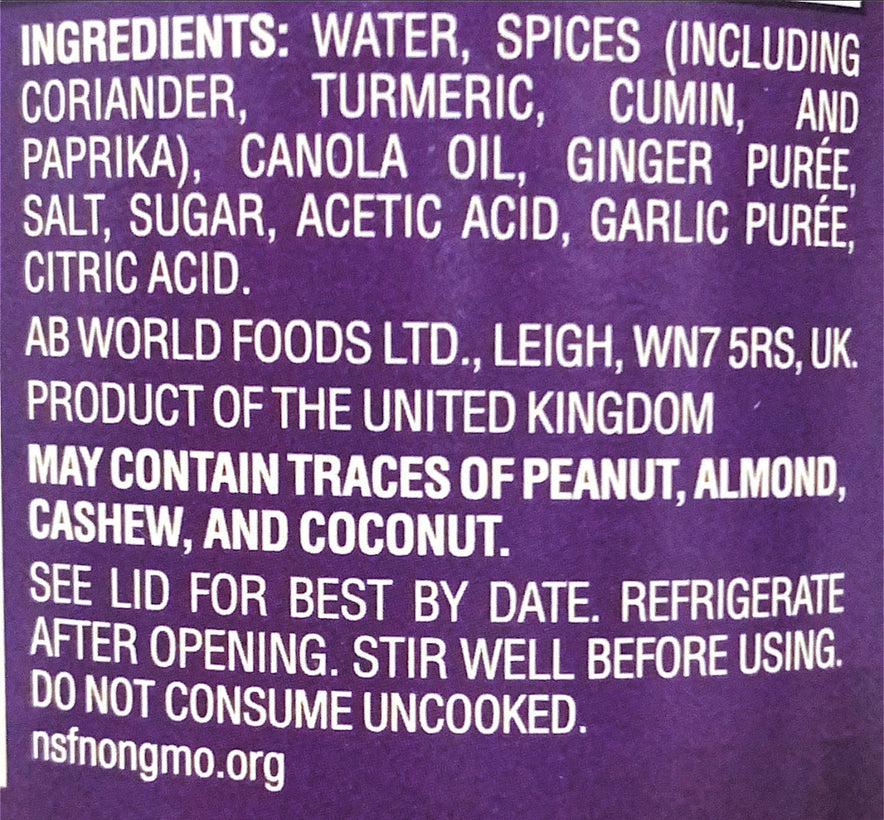 INGREDIENTS: WATER, SPICES (INCLUDING
CORIANDER, TURMERIC, CUMIN, AND
PAPRIKA), CANOLA OIL, GINGER PURÉE,
SALT, SUGAR, ACETIC ACID, GARLIC PURÉE,
CITRIC ACID.
AB WORLD FOODS LTD., LEIGH, WN7 5RS, UK.
PRODUCT OF THE UNITED KINGDOM
MAY CONTAIN TRACES OF PEANUT, ALMOND,
CASHEW, AND COCONUT.
SEE LID FOR BEST BY DATE. REFRIGERATE
AFTER OPENING. STIR WELL BEFORE USING.
DO NOT CONSUME UNCOOKED.
nsfnongmo.org